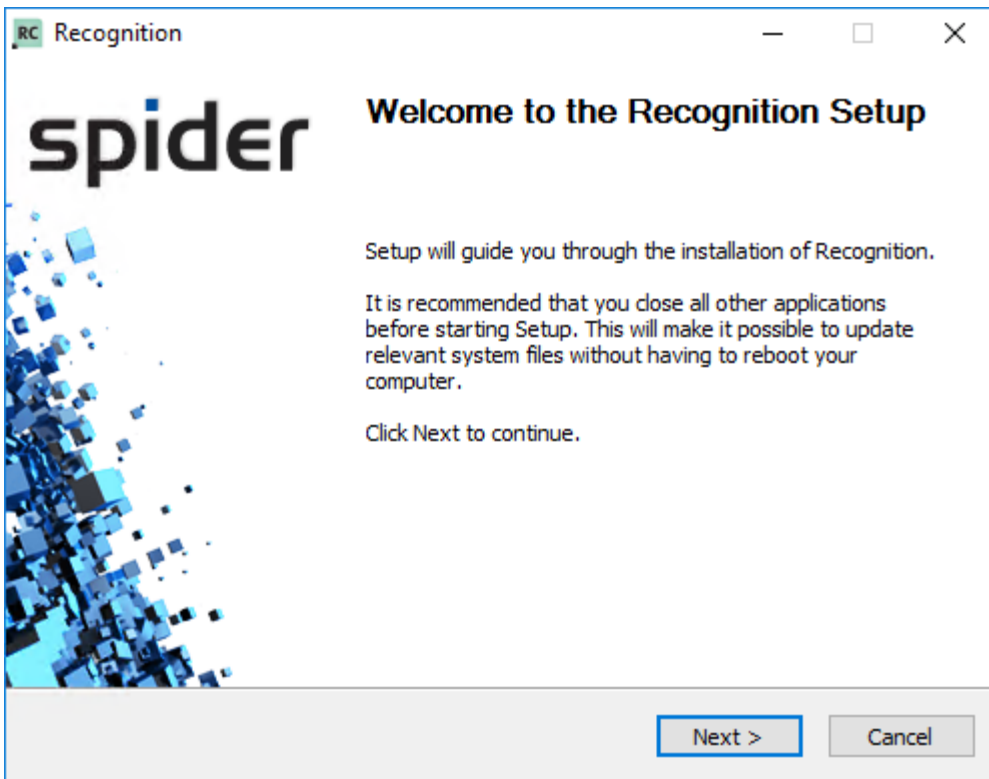 RC Recognition
spider
Welcome to the Recognition Setup
Setup will guide you through the installation of Recognition.
It is recommended that you close all other applications
before starting Setup. This will make it possible to update
relevant system files without having to reboot your
computer.
Click Next to continue.
Next >
Cancel